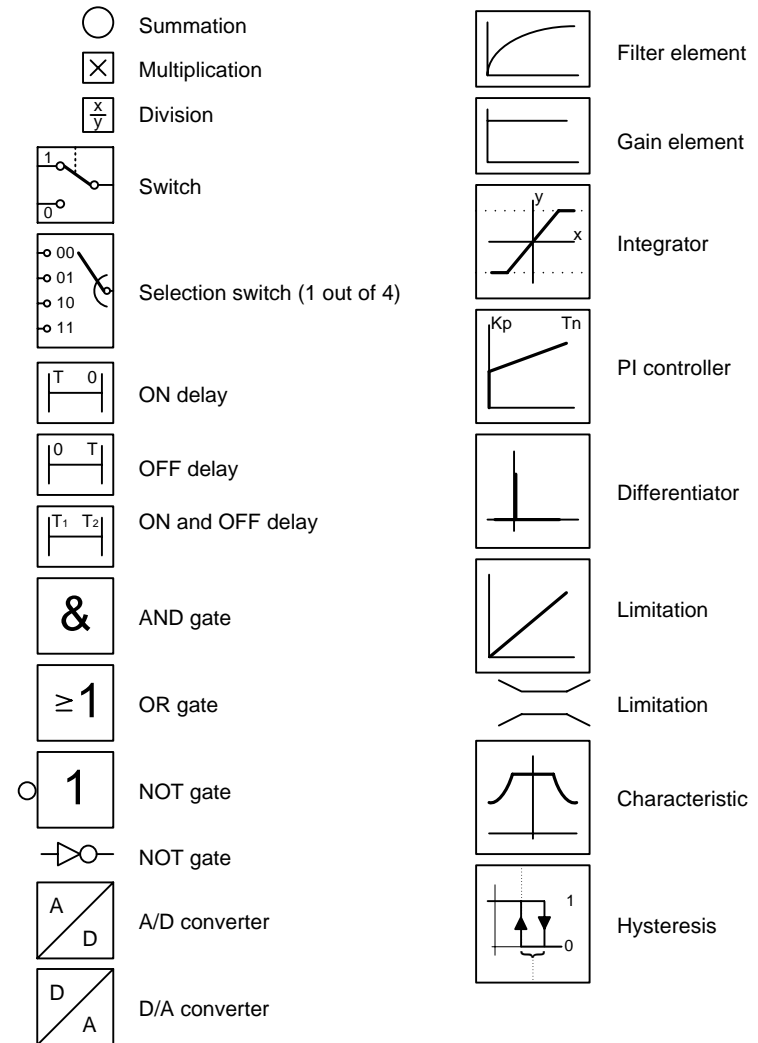 Summation
Multiplication
x
y
Division
1
0
Switch
00
01
10
11
Selection switch (1 out of 4)
T 0
ON delay
0 T
OFF delay
T1 T2
ON and OFF delay
&
AND gate
≥1
OR gate
1
NOT gate
NOT gate
A
D
A/D converter
D
A
D/A converter
Filter element
Gain element
y
x
Integrator
Kp Tn
PI controller
Differentiator
Limitation
Limitation
Characteristic
1
0
Hysteresis